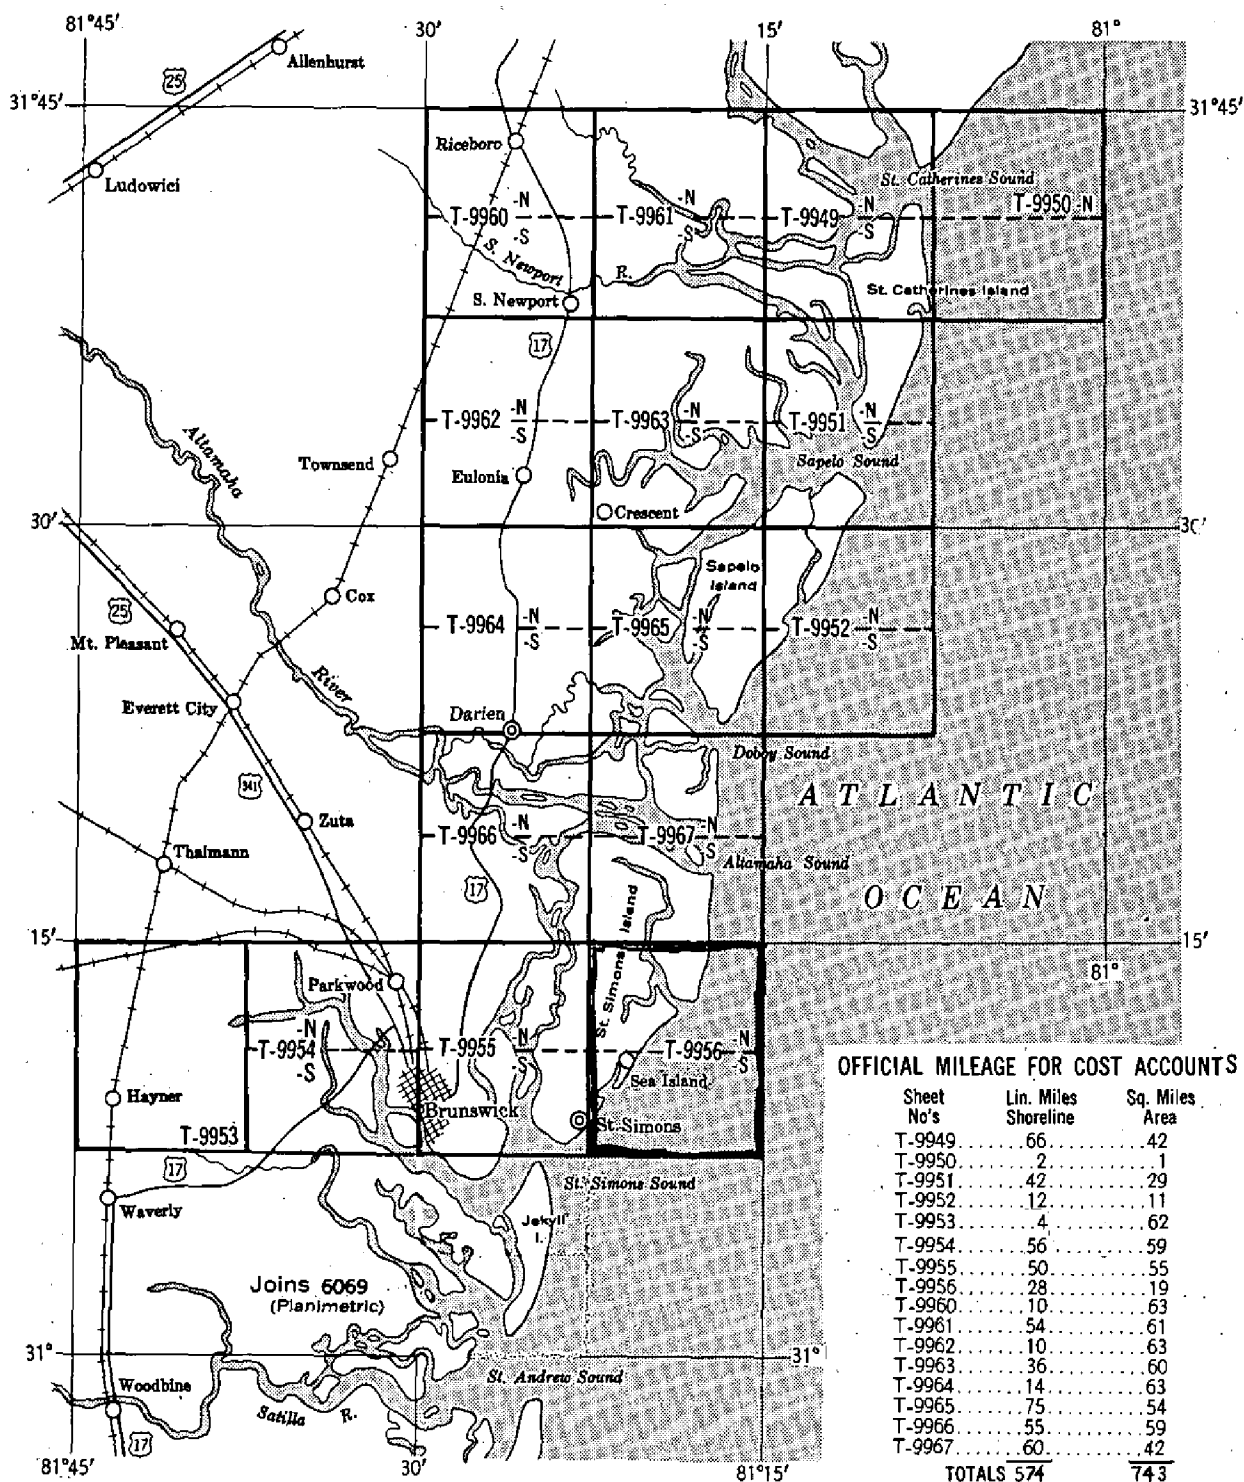 81°45'
30'
15'
81°
Allenhurst
25
31°45'
31°45'
Riceboro
Ludowici
St. Catherines Sound
T-9960 -N
-S
T-9961 -N
-S
T-9949 -N
-S
T-9950 -N
S. Newport
R.
St. Catherines Island
S. Newport
17
T-9962 -N
-S
T-9963 -N
-S
T-9951 -N
-S
Altamaha
Townsend
Eulonia
Sapelo Sound
Crescent
30'
30'
Sapelo
Island
Cox
25
T-9964 -N
-S
T-9965 -N
-S
T-9952 -N
-S
Mt. Pleasant
River
Everett City
Darien
Doboy Sound
341
ATLANTIC
Zuta
T-9966 -N
-S
T-9967 -N
S
Thalmann
Altamaha Sound
17
OCEAN
St. Simons Island
15'
15'
81°
Parkwood
-N
T-9954
-S
T-9955 -N
-S
T-9956 -N
-S
Sea Island
Hayner
Brunswick
T-9953
St. Simons
17
St. Simons Sound
Waverly
Jekyll
I.
Joins 6069
(Planimetric)
31°
31°
Woodbine
Satilla R.
St. Andrew Sound
17
81°45'
30'
81°15'
OFFICIAL MILEAGE FOR COST ACCOUNTS
Sheet Lin. Miles Sq. Miles
No's Shoreline Area
T-9949 66 42
T-9950 2 1
T-9951 42 29
T-9952 12 11
T-9953 4 62
T-9954 56 59
T-9955 50 55
T-9956 28 19
T-9960 10 63
T-9961 54 61
T-9962 10 63
T-9963 36 60
T-9964 14 63
T-9965 75 54
T-9966 55 59
T-9967 60 42
TOTALS 574 743